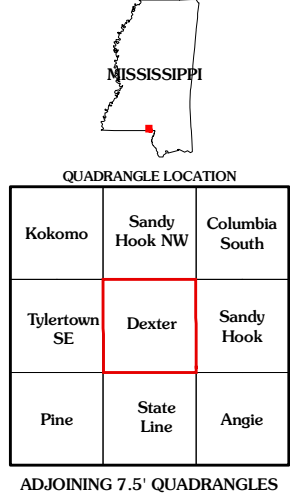 MISSISSIPPI
QUADRANGLE LOCATION
Kokomo
Sandy
Hook NW
Columbia
South
Tylertown
SE
Dexter
Sandy
Hook
Pine
State
Line
Angie
ADJOINING 7.5' QUADRANGLES